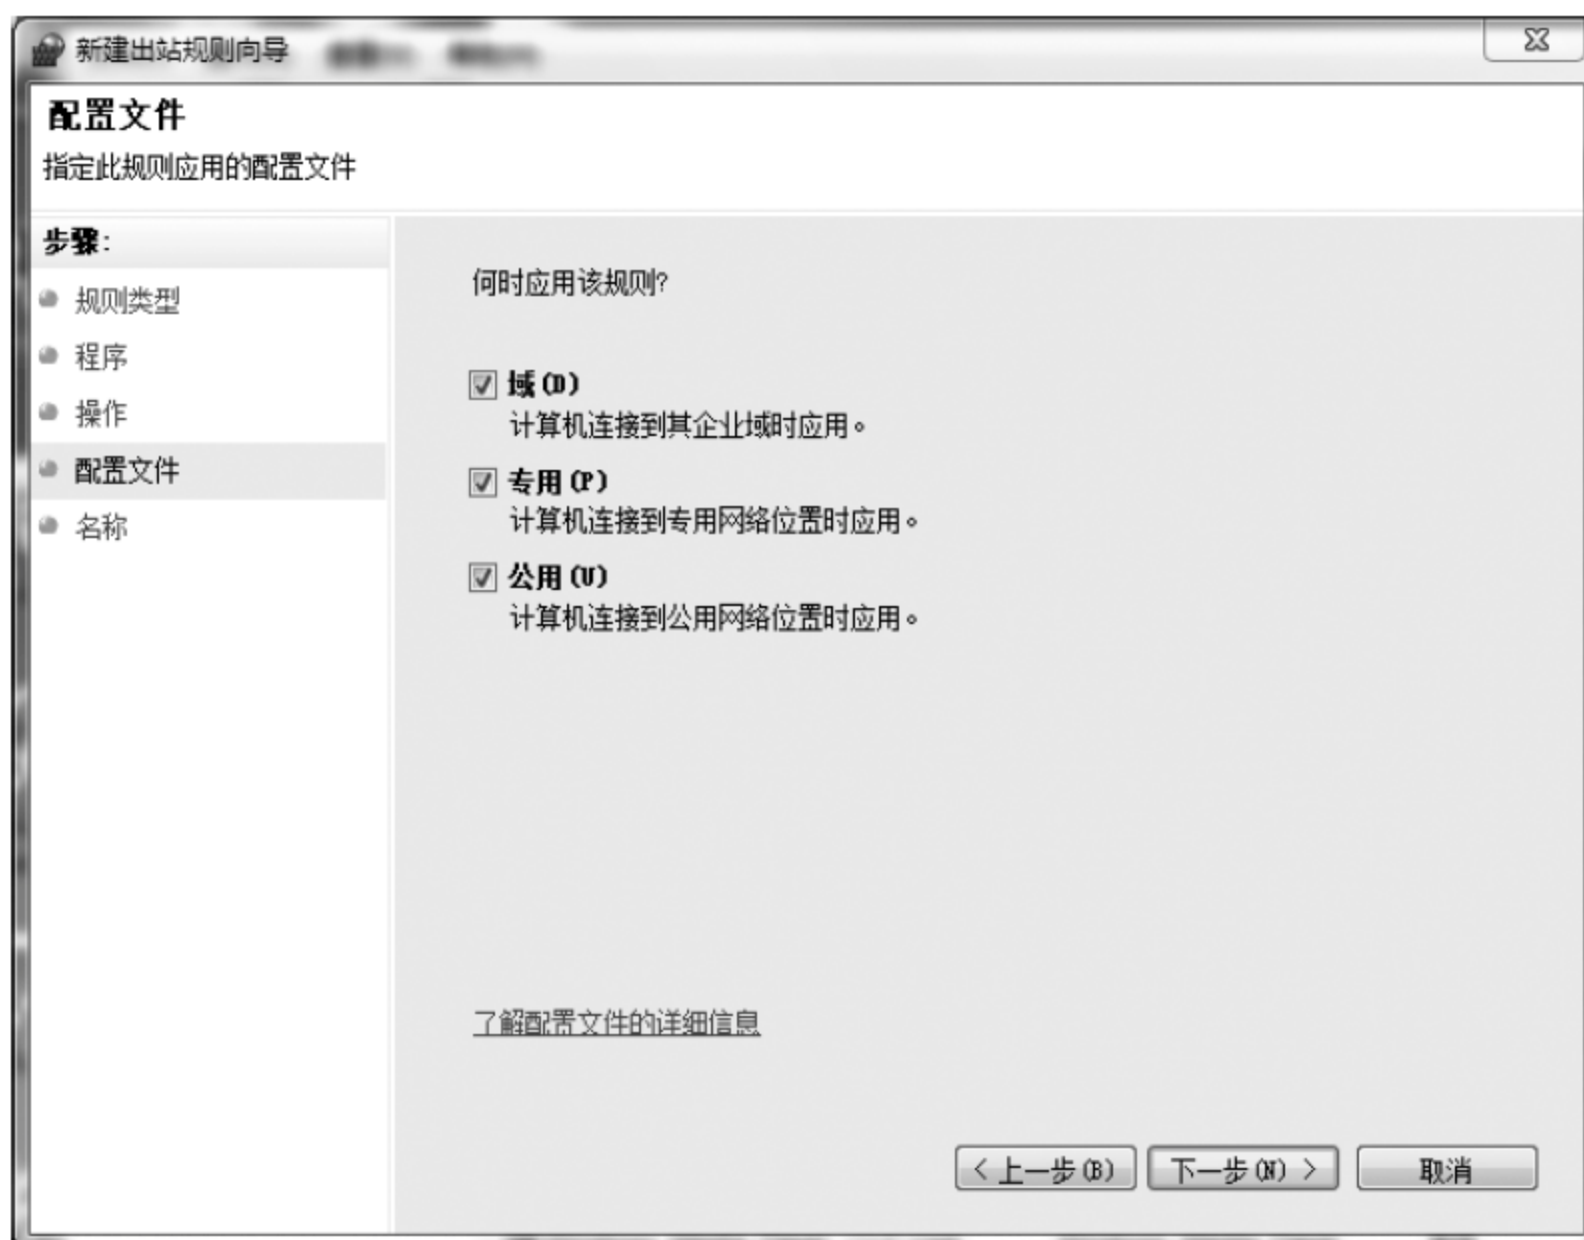 新建出站规则向导
配置文件
指定此规则应用的配置文件
步骤:
规则类型
程序
操作
配置文件
名称
何时应用该规则?
域(D)
计算机连接到其企业域时应用。
专用(P)
计算机连接到专用网络位置时应用。
公用(U)
计算机连接到公用网络位置时应用。
了解配置文件的详细信息
< 上一步(B)
下一步(N) >
取消